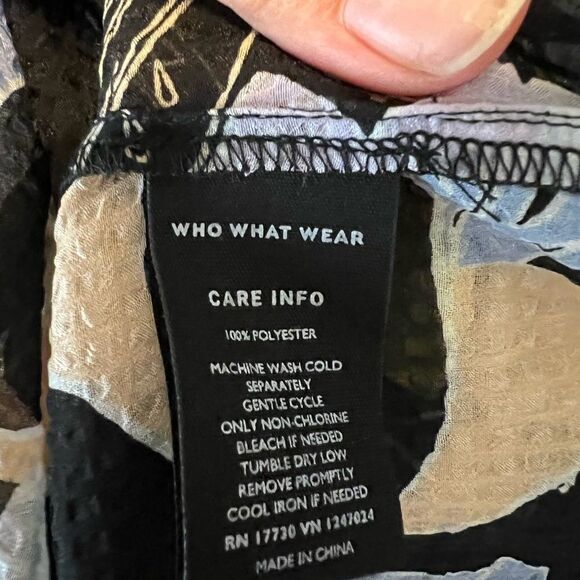 WHO WHAT WEAR
CARE INFO
100% POLYESTER
MACHINE WASH COLD
SEPARATELY
GENTLE CYCLE
ONLY NON-CHLORINE
BLEACH IF NEEDED
TUMBLE DRY LOW
REMOVE PROMPTLY
COOL IRON IF NEEDED
RN 17730 VN 1247024
MADE IN CHINA